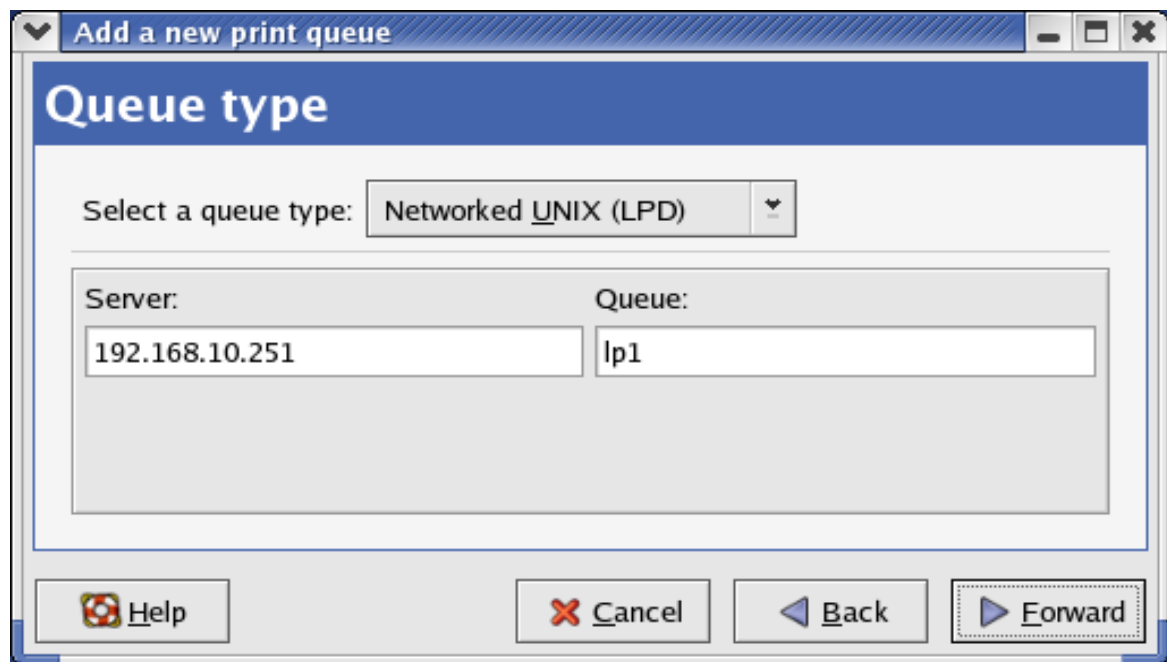 Add a new print queue
Queue type
Select a queue type: Networked UNIX (LPD)
Server: Queue:
192.168.10.251 lp1
Help Cancel Back Forward